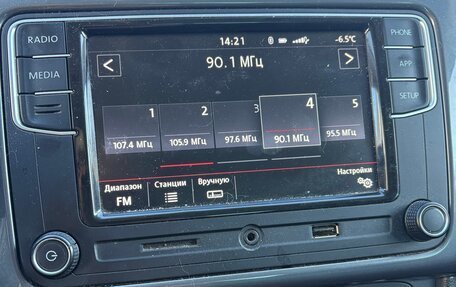 RADIO
MEDIA
PHONE
APP
SETUP
14:21
-6.5°C
< 90.1 МГц >
1 2 3 4 5
107.4 МГц 105.9 МГц 97.6 МГц 90.1 МГц 95.5 МГц
Диапазон Станции Вручную Настройки
FM